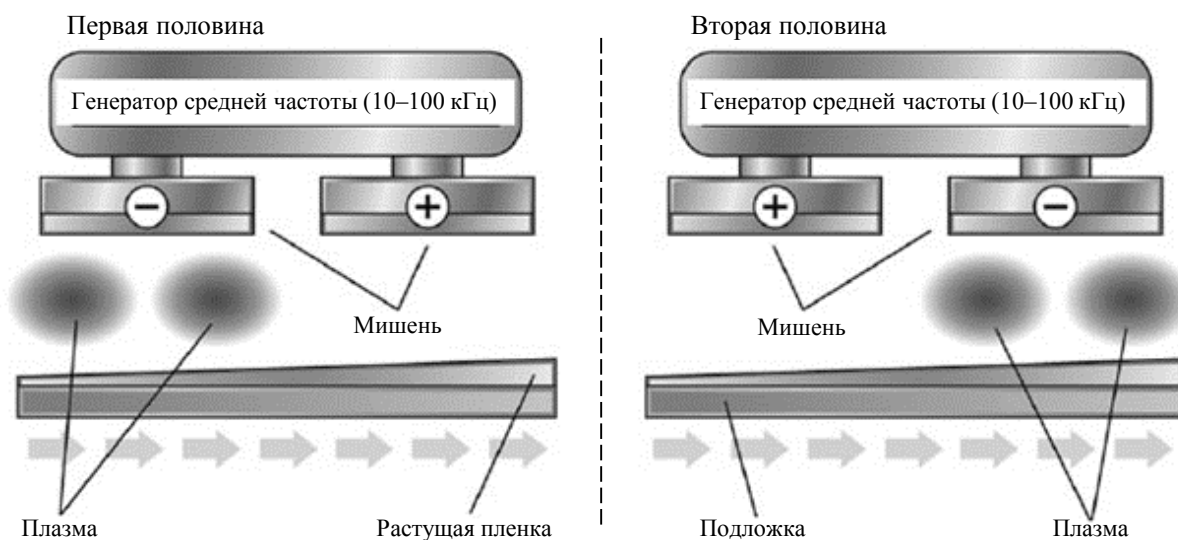 Первая половина
Вторая половина
Генератор средней частоты (10–100 кГц)
Генератор средней частоты (10–100 кГц)
−
+
+
−
Мишень
Мишень
Плазма
Растущая пленка
Подложка
Плазма